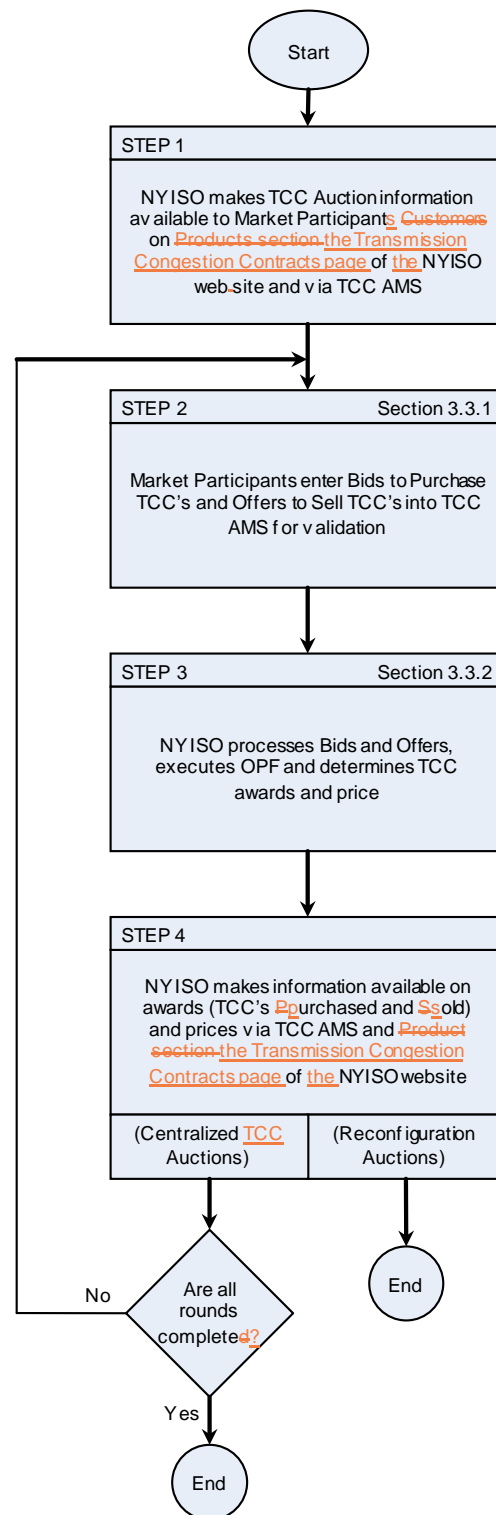 Start
STEP 1
NYISO makes TCC Auction information
available to Market Participants Customers
on Products section the Transmission
Congestion Contracts page of the NYISO
web-site and via TCC AMS
STEP 2 Section 3.3.1
Market Participants enter Bids to Purchase
TCC's and Offers to Sell TCC's into TCC
AMS for validation
STEP 3 Section 3.3.2
NYISO processes Bids and Offers,
executes OPF and determines TCC
awards and price
STEP 4
NYISO makes information available on
awards (TCC's Ppurchased and Ssold)
and prices via TCC AMS and Product
section the Transmission Congestion
Contracts page of the NYISO website
(Centralized TCC
Auctions)
(Reconfiguration
Auctions)
No
Are all
rounds
completed?
End
Yes
End